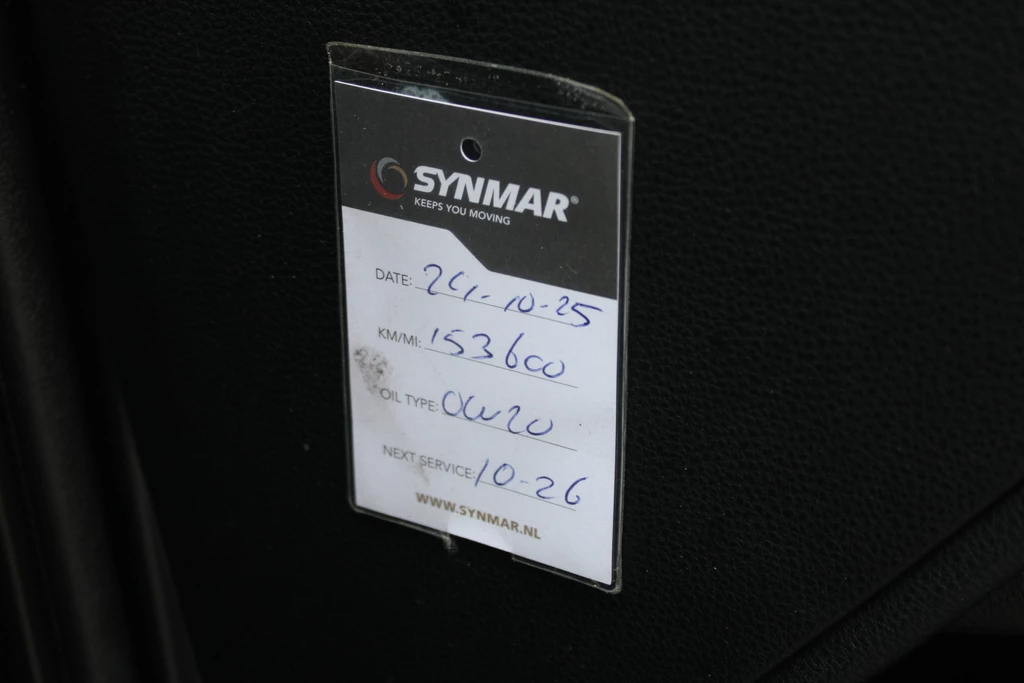 SYNMAR®
KEEPS YOU MOVING
DATE: 24-10-25
KM/MI: 153600
OIL TYPE: 0W20
NEXT SERVICE: 10-26
WWW.SYNMAR.NL